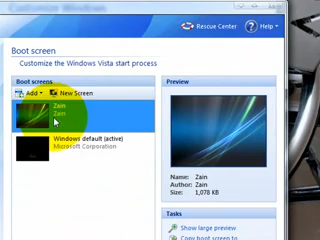 Customize Windows
Rescue Center
Help
Boot screen
Customize the Windows Vista start process
Boot screens
Add
New Screen
Zain
Zain
Windows default (active)
Microsoft Corporation
Preview
Name: Zain
Author: Zain
Size: 1,078 KB
Tasks
Show large preview
Copy boot screen to